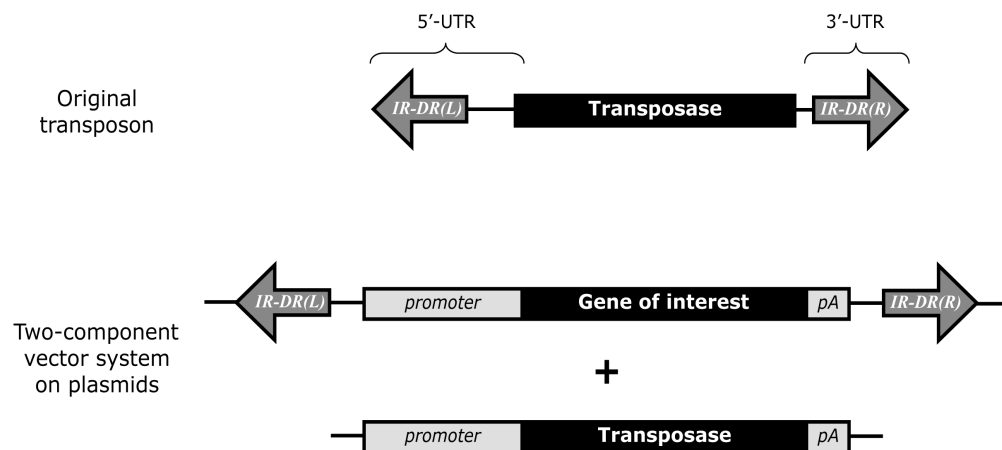 5′-UTR
3′-UTR
Original
transposon
IR-DR(L)
Transposase
IR-DR(R)
IR-DR(L)
promoter
Gene of interest
pA
IR-DR(R)
Two-component
vector system
on plasmids
+
promoter
Transposase
pA